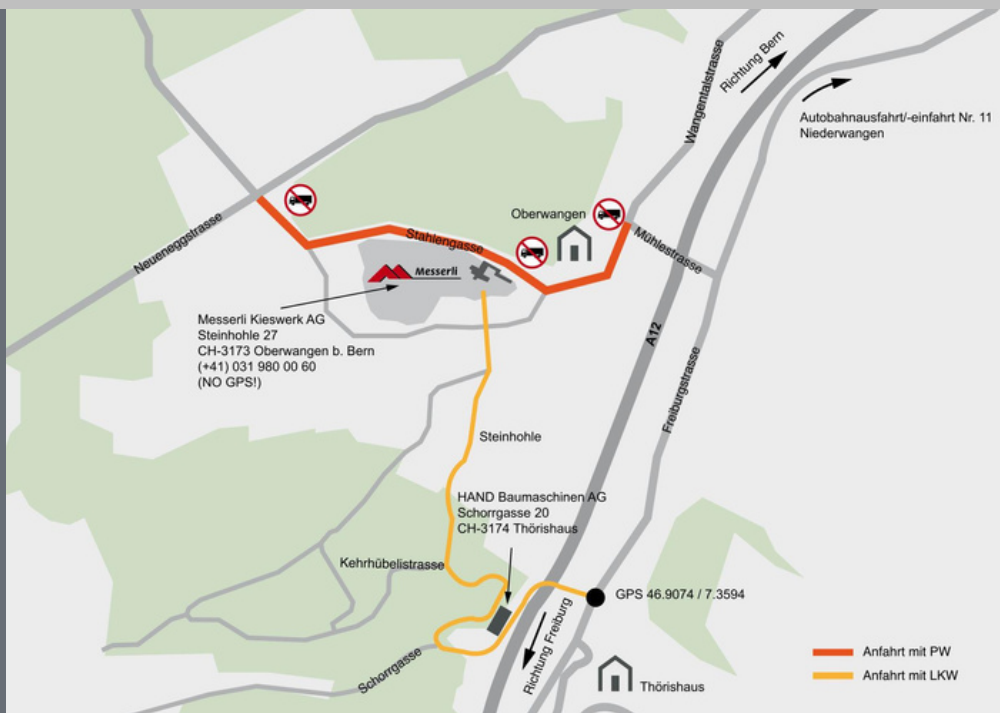 Wangentalstrasse
Richtung Bern
Autobahnausfahrt/-einfahrt Nr. 11
Niederwangen
Oberwangen
Neueneggstrasse
Stahlengasse
Mühlestrasse
Messerli
Messerli Kieswerk AG
Steinhohle 27
CH-3173 Oberwangen b. Bern
(+41) 031 980 00 60
(NO GPS!)
A12
Freiburgstrasse
Steinhohle
HAND Baumaschinen AG
Schorrgasse 20
CH-3174 Thörishaus
Kehrhübelistrasse
GPS 46.9074 / 7.3594
Richtung Freiburg
Schorrgasse
Thörishaus
Anfahrt mit PW
Anfahrt mit LKW